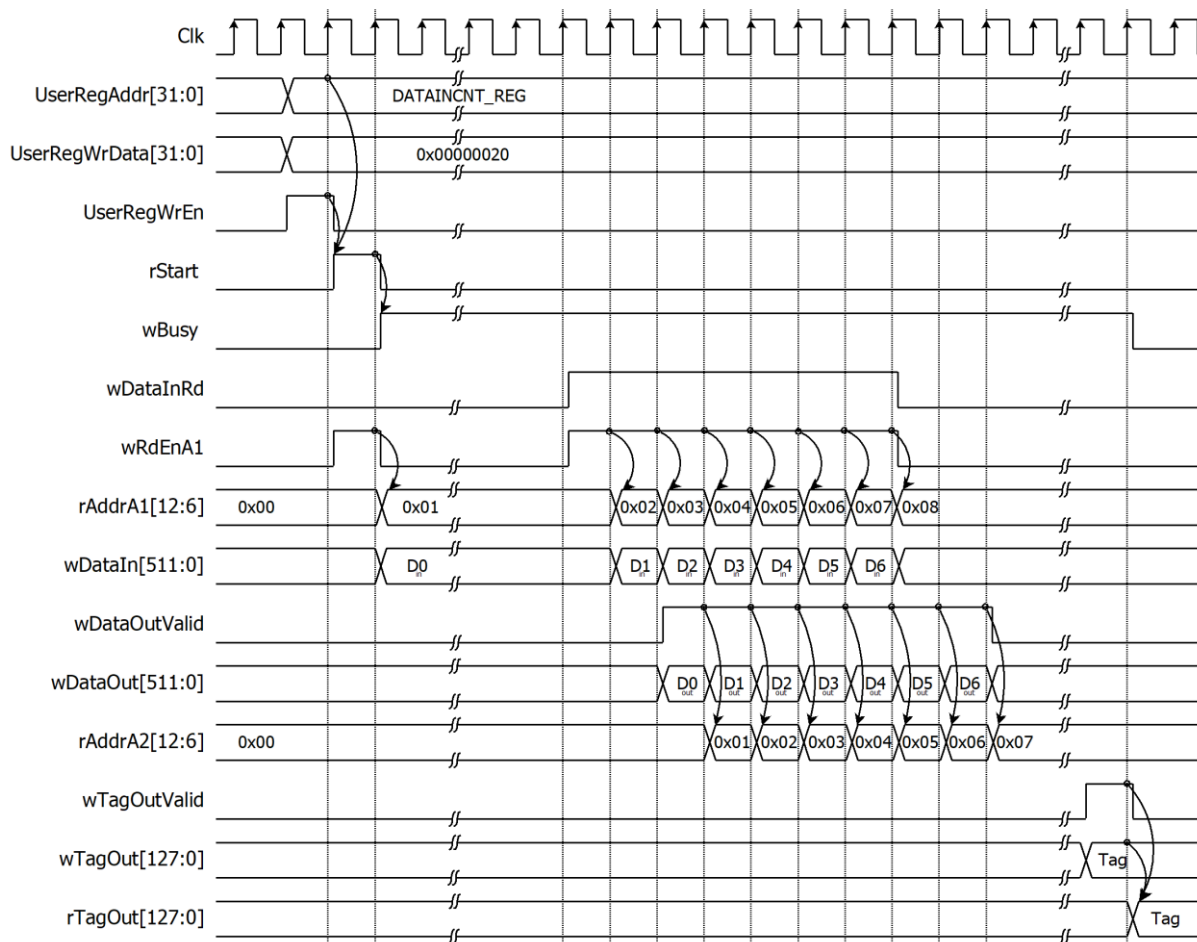 Clk
UserRegAddr[31:0] DATAINCNT_REG
UserRegWrData[31:0] 0x00000020
UserRegWrEn
rStart
wBusy
wDataInRd
wRdEnA1
rAddrA1[12:6] 0x00 0x01 0x02 0x03 0x04 0x05 0x06 0x07 0x08
wDataIn[511:0] D0in D1in D2in D3in D4in D5in D6in
wDataOutValid
wDataOut[511:0] D0out D1out D2out D3out D4out D5out D6out
rAddrA2[12:6] 0x00 0x01 0x02 0x03 0x04 0x05 0x06 0x07
wTagOutValid
wTagOut[127:0] Tag
rTagOut[127:0] Tag